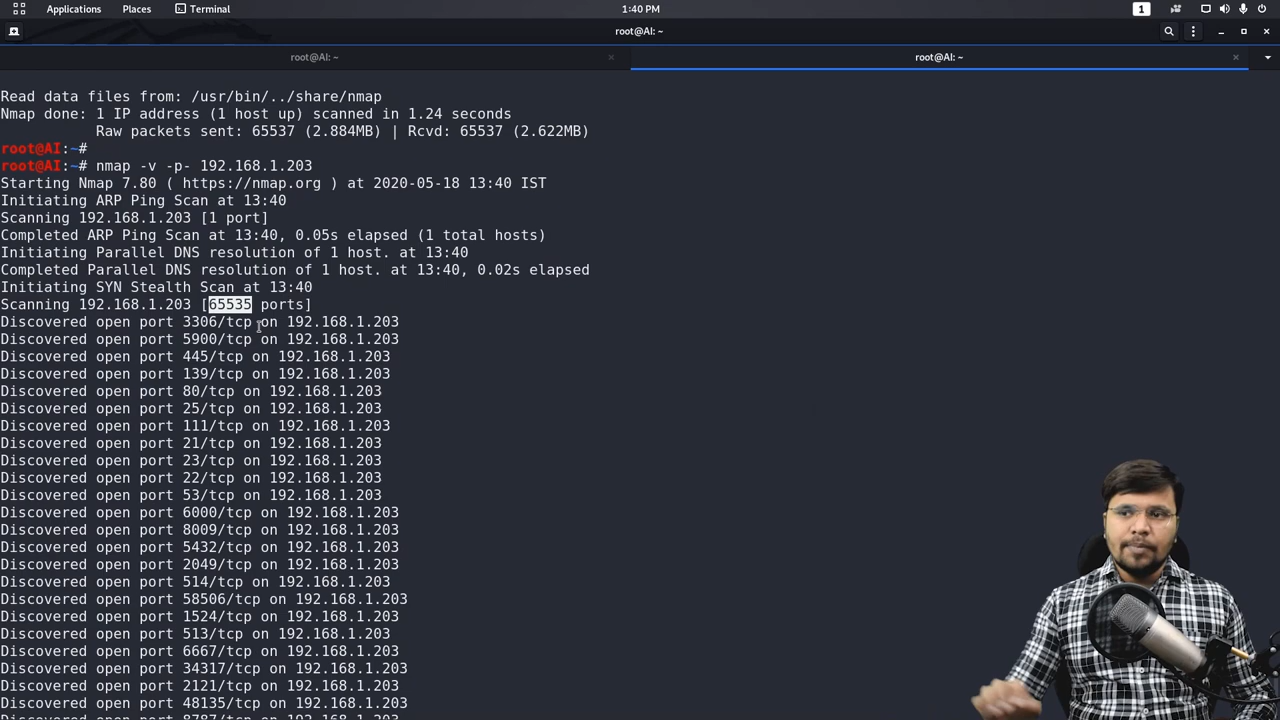 Applications Places Terminal 1:40 PM 1
root@AI: ~
root@AI: ~ root@AI: ~
Read data files from: /usr/bin/../share/nmap
Nmap done: 1 IP address (1 host up) scanned in 1.24 seconds
Raw packets sent: 65537 (2.884MB) | Rcvd: 65537 (2.622MB)
root@AI:~#
root@AI:~# nmap -v -p- 192.168.1.203
Starting Nmap 7.80 ( https://nmap.org ) at 2020-05-18 13:40 IST
Initiating ARP Ping Scan at 13:40
Scanning 192.168.1.203 [1 port]
Completed ARP Ping Scan at 13:40, 0.05s elapsed (1 total hosts)
Initiating Parallel DNS resolution of 1 host. at 13:40
Completed Parallel DNS resolution of 1 host. at 13:40, 0.02s elapsed
Initiating SYN Stealth Scan at 13:40
Scanning 192.168.1.203 [65535 ports]
Discovered open port 3306/tcp on 192.168.1.203
Discovered open port 5900/tcp on 192.168.1.203
Discovered open port 445/tcp on 192.168.1.203
Discovered open port 139/tcp on 192.168.1.203
Discovered open port 80/tcp on 192.168.1.203
Discovered open port 25/tcp on 192.168.1.203
Discovered open port 111/tcp on 192.168.1.203
Discovered open port 21/tcp on 192.168.1.203
Discovered open port 23/tcp on 192.168.1.203
Discovered open port 22/tcp on 192.168.1.203
Discovered open port 53/tcp on 192.168.1.203
Discovered open port 6000/tcp on 192.168.1.203
Discovered open port 8009/tcp on 192.168.1.203
Discovered open port 5432/tcp on 192.168.1.203
Discovered open port 2049/tcp on 192.168.1.203
Discovered open port 514/tcp on 192.168.1.203
Discovered open port 58506/tcp on 192.168.1.203
Discovered open port 1524/tcp on 192.168.1.203
Discovered open port 513/tcp on 192.168.1.203
Discovered open port 6667/tcp on 192.168.1.203
Discovered open port 34317/tcp on 192.168.1.203
Discovered open port 2121/tcp on 192.168.1.203
Discovered open port 48135/tcp on 192.168.1.203
Discovered open port 8787/tcp on 192.168.1.203